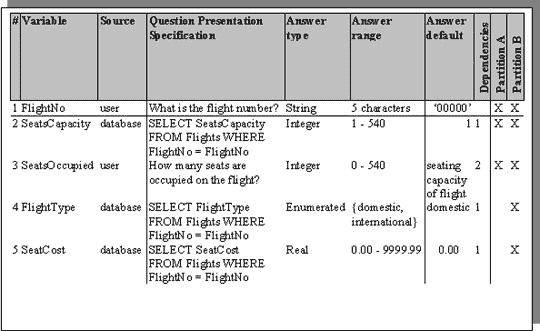 # Variable Source Question Presentation Answer Answer Answer Dependencies Partition A Partition B
Specification type range default
1 FlightNo user What is the flight number? String 5 characters '00000' X X
2 SeatsCapacity database SELECT SeatsCapacity Integer 1 - 540 1 1 X X
FROM Flights WHERE
FlightNo = FlightNo
3 SeatsOccupied user How many seats are Integer 0 - 540 seating 2 X X
occupied on the flight? capacity
of flight
4 FlightType database SELECT FlightType Enumerated {domestic, domestic 1 X
FROM Flights WHERE international}
FlightNo = FlightNo
5 SeatCost database SELECT SeatCost Real 0.00 - 9999.99 0.00 1 X
FROM Flights WHERE
FlightNo = FlightNo